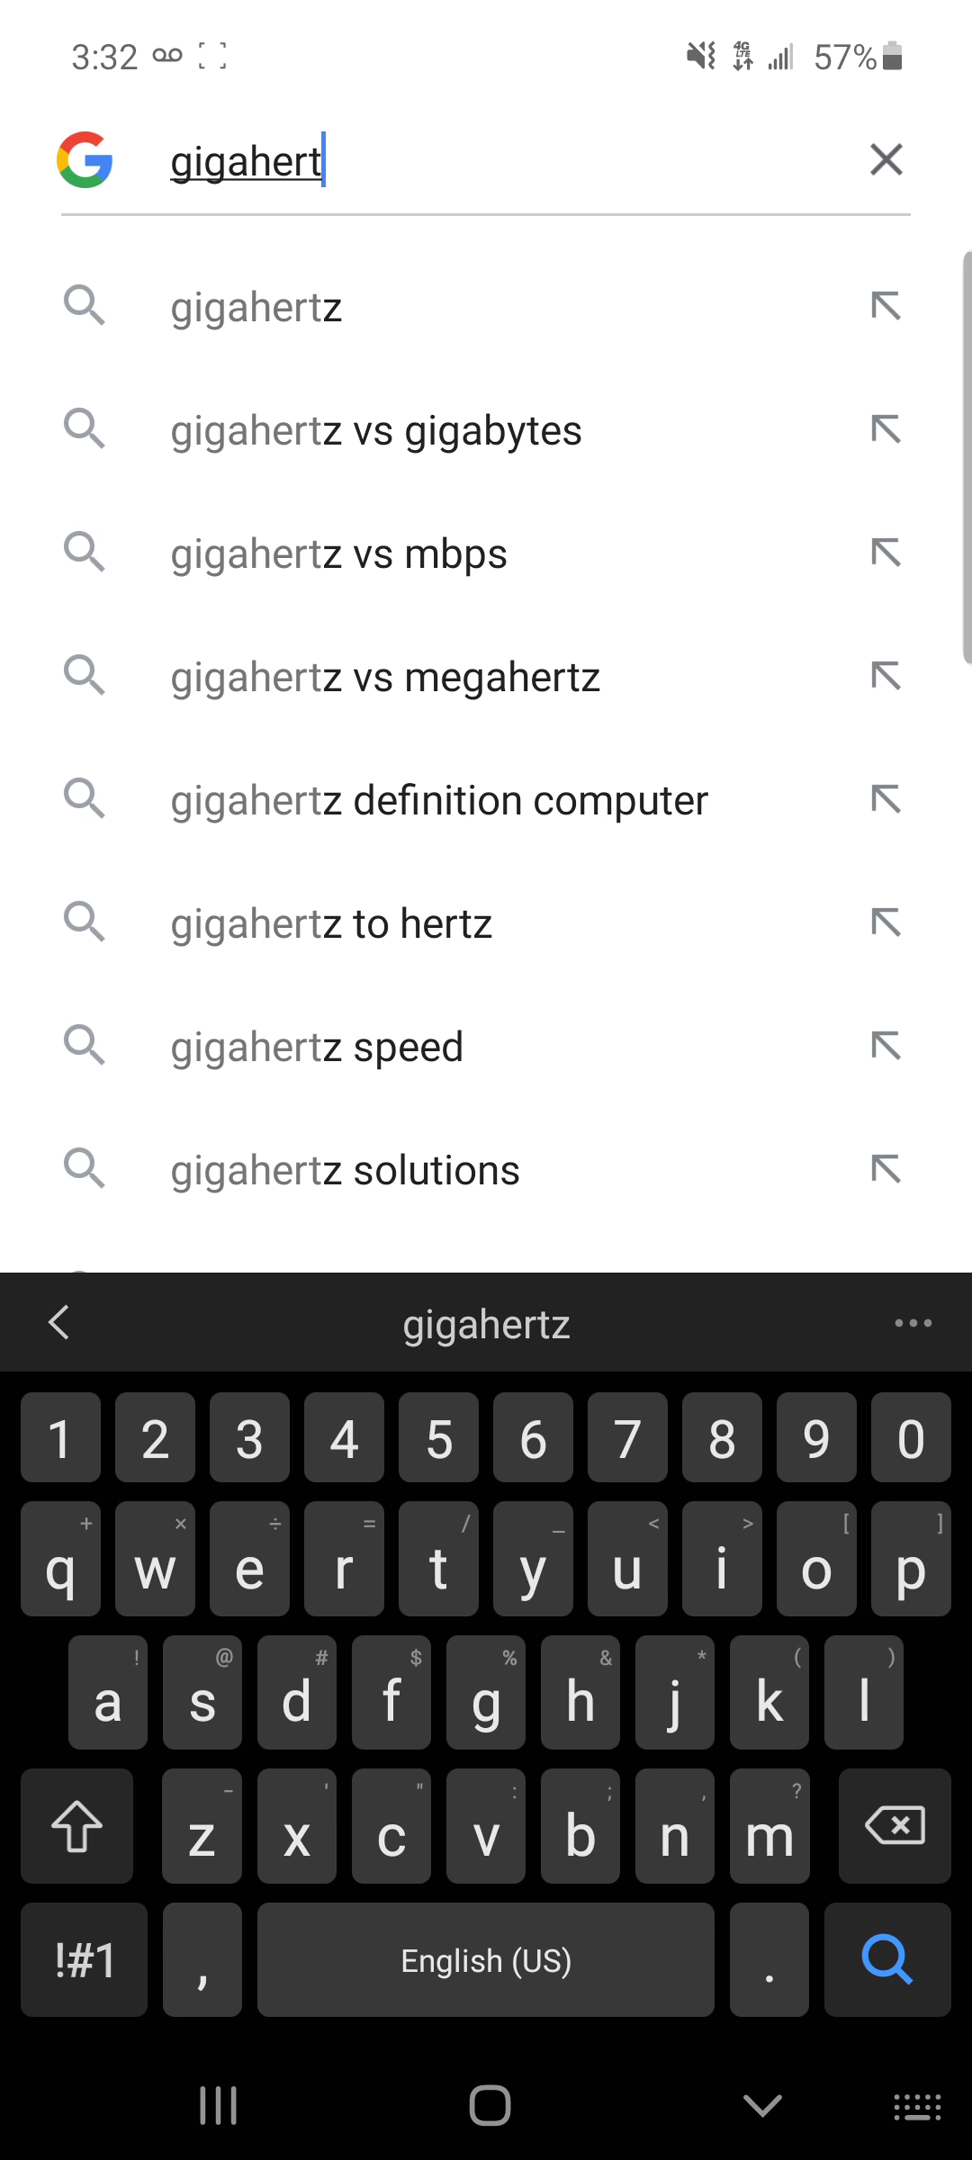 3:32 4G LTE 57%
gigahert
gigahertz
gigahertz vs gigabytes
gigahertz vs mbps
gigahertz vs megahertz
gigahertz definition computer
gigahertz to hertz
gigahertz speed
gigahertz solutions
gigahertz
1 2 3 4 5 6 7 8 9 0
+ × ÷ = / _ < > [ ]
q w e r t y u i o p
! @ # $ % & * ( )
a s d f g h j k l
- ' " : ; , ?
z x c v b n m
!#1 , English (US) .